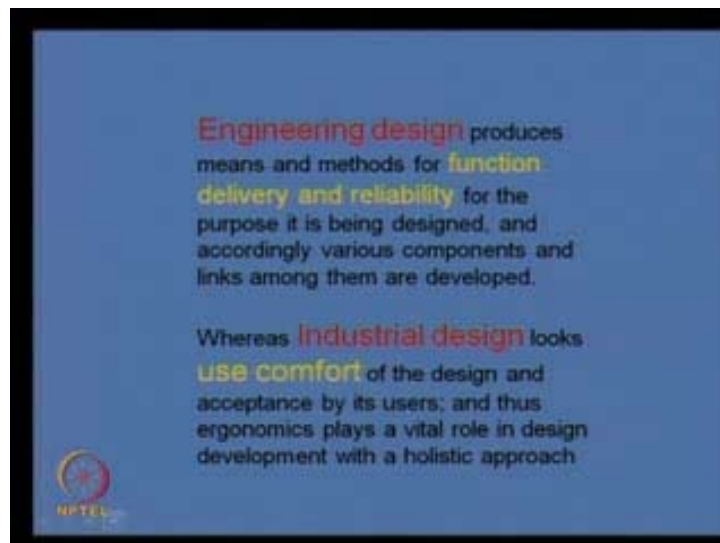 Engineering design produces
means and methods for function
delivery and reliability for the
purpose it is being designed, and
accordingly various components and
links among them are developed.
Whereas Industrial design looks
use comfort of the design and
acceptance by its users; and thus
ergonomics plays a vital role in design
development with a holistic approach
NPTEL